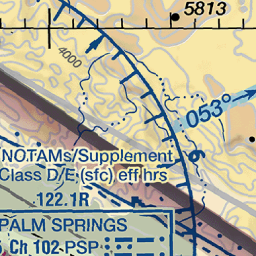 5813
4000
053°
NOTAMs/Supplement
Class D/E (sfc) eff hrs
122.1R
PALM SPRINGS
Ch 102 PSP